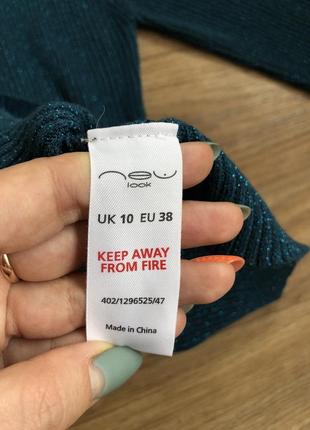 new
look
UK 10 EU 38
KEEP AWAY
FROM FIRE
402/1296525/47
Made in China